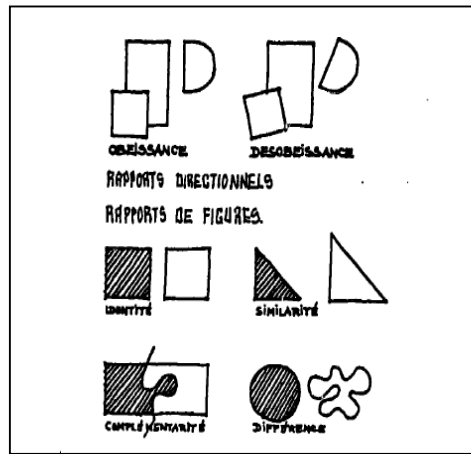 OBEISSANCE DESOBEISSANCE
RAPPORTS DIRECTIONNELS
RAPPORTS DE FIGURES.
IDENTITÉ SIMILARITÉ
COMPLÉMENTARITÉ DIFFÉRENCE